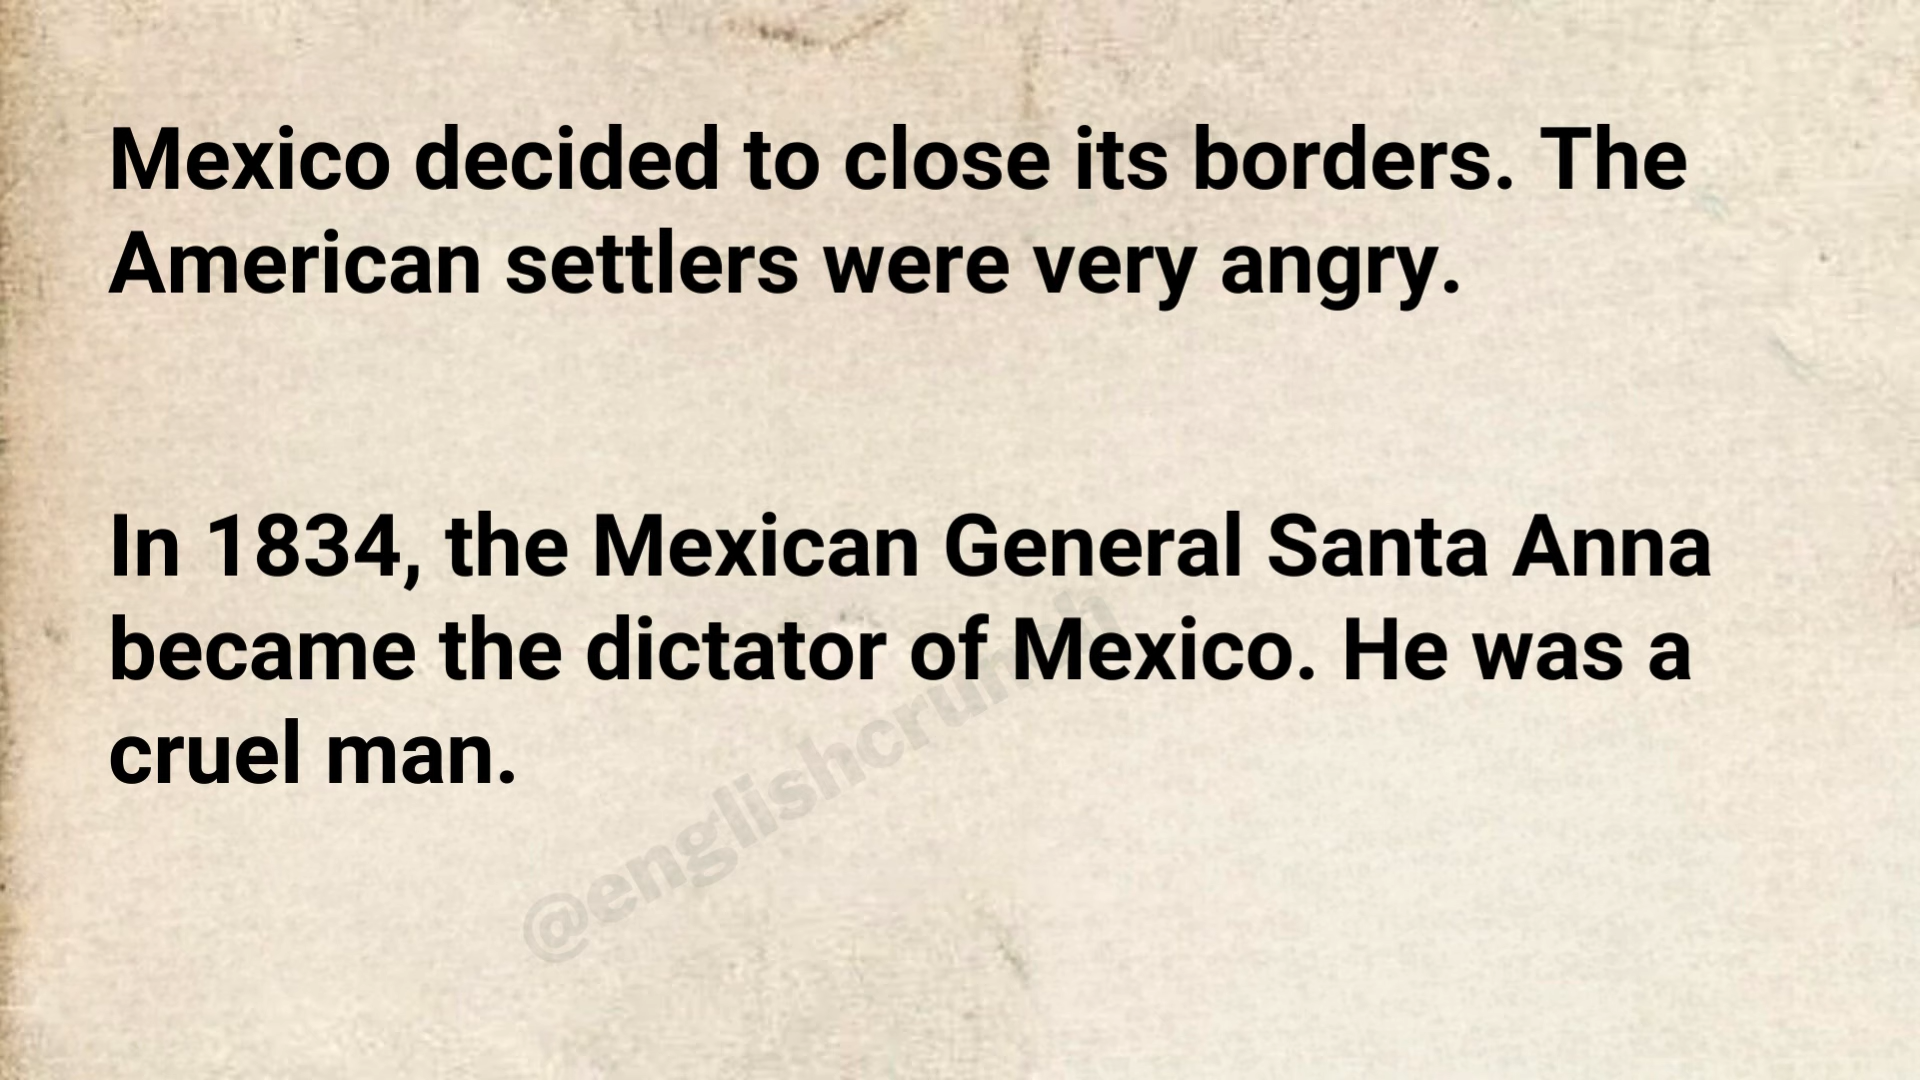 Mexico decided to close its borders. The
American settlers were very angry.
In 1834, the Mexican General Santa Anna
became the dictator of Mexico. He was a
cruel man.
@englishcrunch